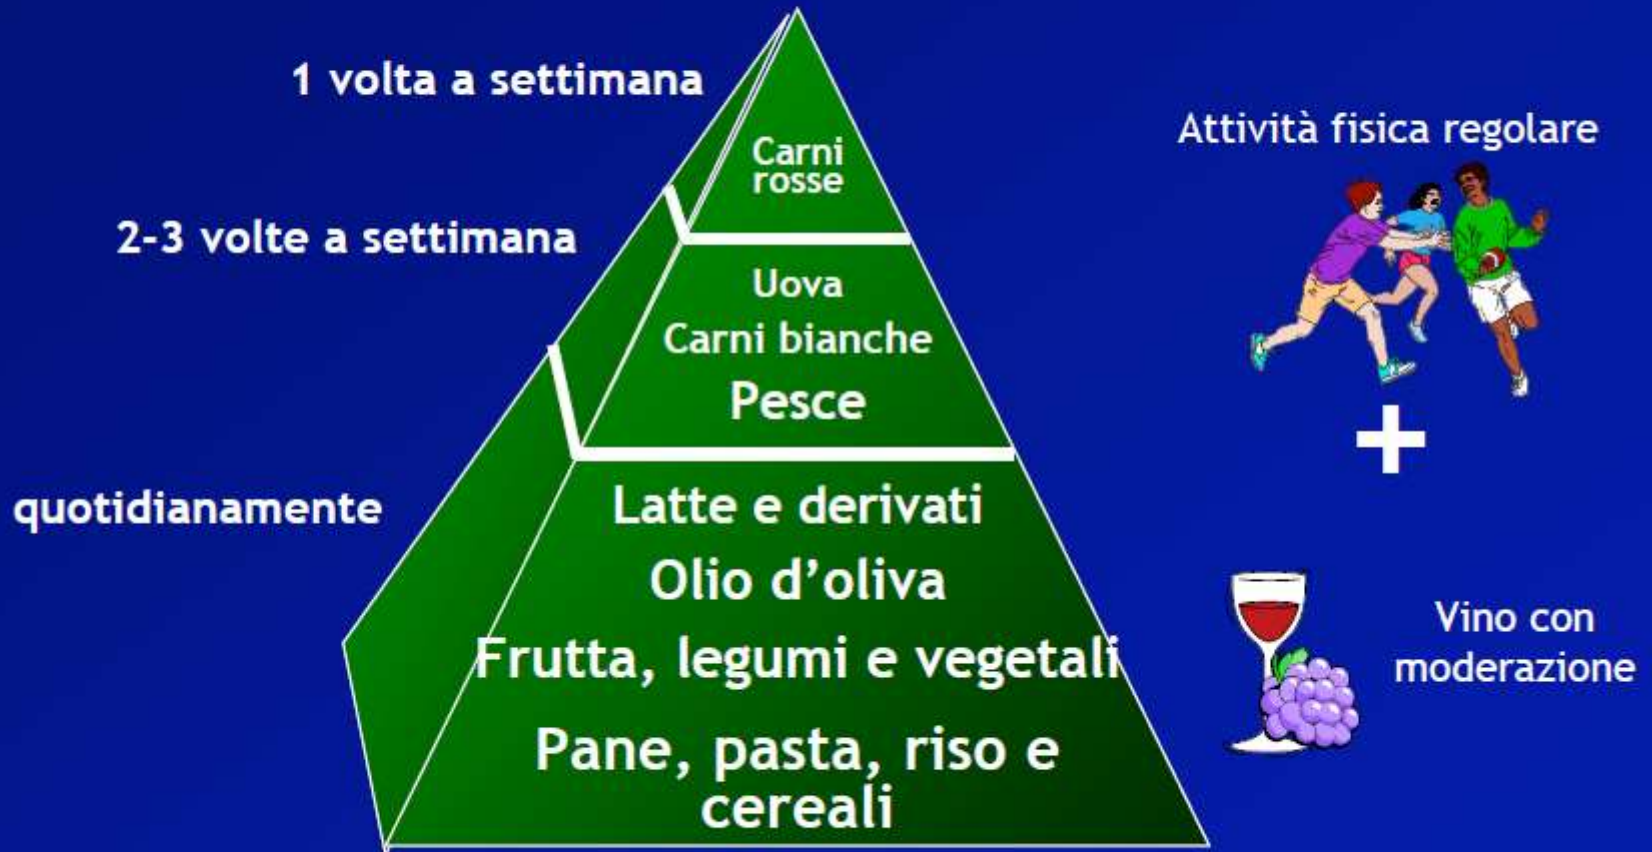 1 volta a settimana
Carni
rosse
2-3 volte a settimana
Uova
Carni bianche
Pesce
quotidianamente
Latte e derivati
Olio d’oliva
Frutta, legumi e vegetali
Pane, pasta, riso e
cereali
Attività fisica regolare
+
Vino con
moderazione